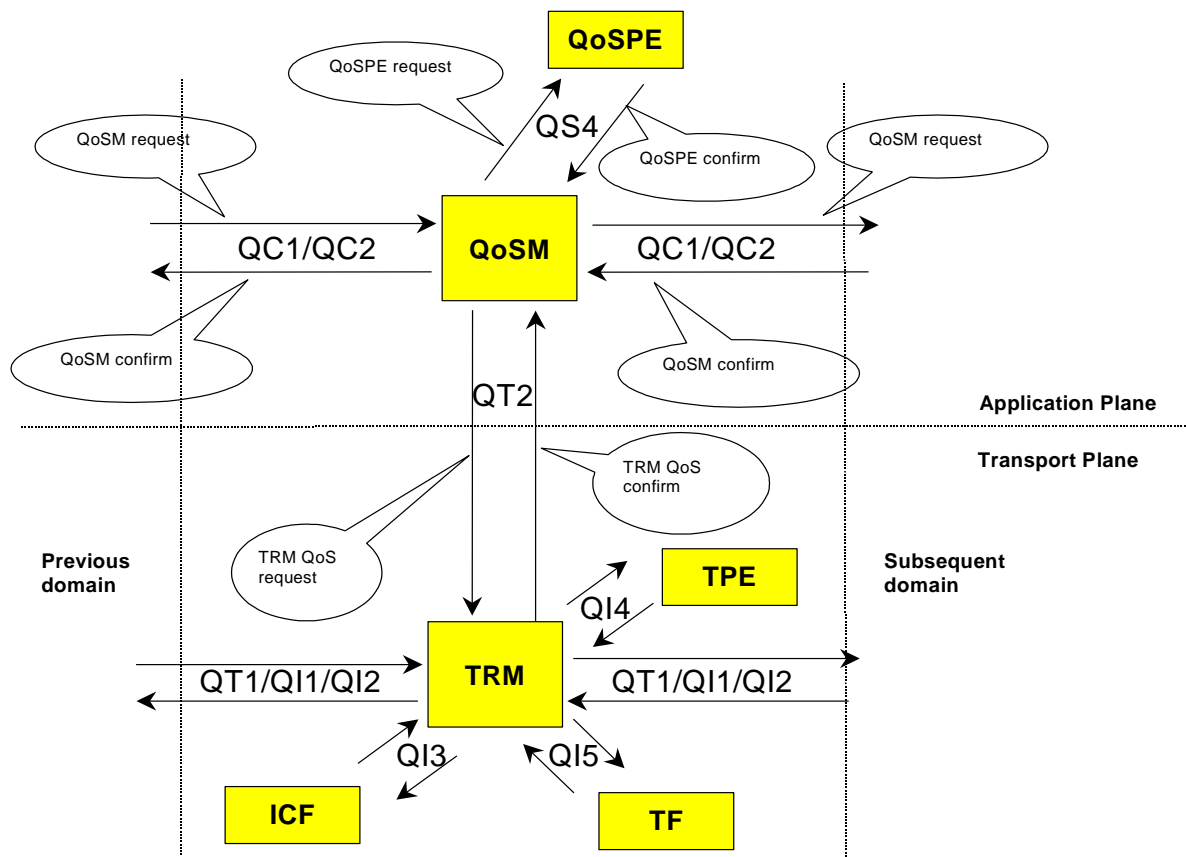 QoSPE
QoSPE request
QS4
QoSM request
QoSM request
QoSPE confirm
QC1/QC2
QoSM
QC1/QC2
QoSM confirm
QoSM confirm
QT2
Application Plane
Transport Plane
TRM QoS
confirm
TRM QoS
request
Previous
domain
TPE
Subsequent
domain
QI4
QT1/QI1/QI2
TRM
QT1/QI1/QI2
QI3
QI5
ICF
TF